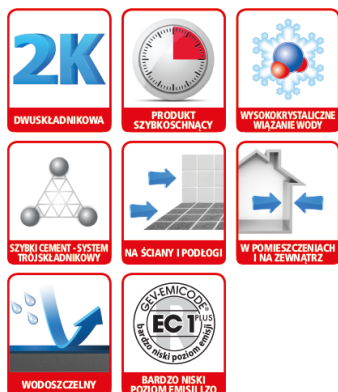 2K
DWUSKŁADNIKOWA
PRODUKT
SZYBKOSCHNĄCY
WYSOKOKRYSTALICZNE
WIĄZANIE WODY
SZYBKI CEMENT - SYSTEM
TRÓJSKŁADNIKOWY
NA ŚCIANY I PODŁOGI
W POMIESZCZENIACH
I NA ZEWNĄTRZ
WODOSZCZELNY
GEV-EMICODE®
EC 1 PLUS
R
bardzo niski poziom emisji
BARDZO NISKI
POZIOM EMISJI LZO